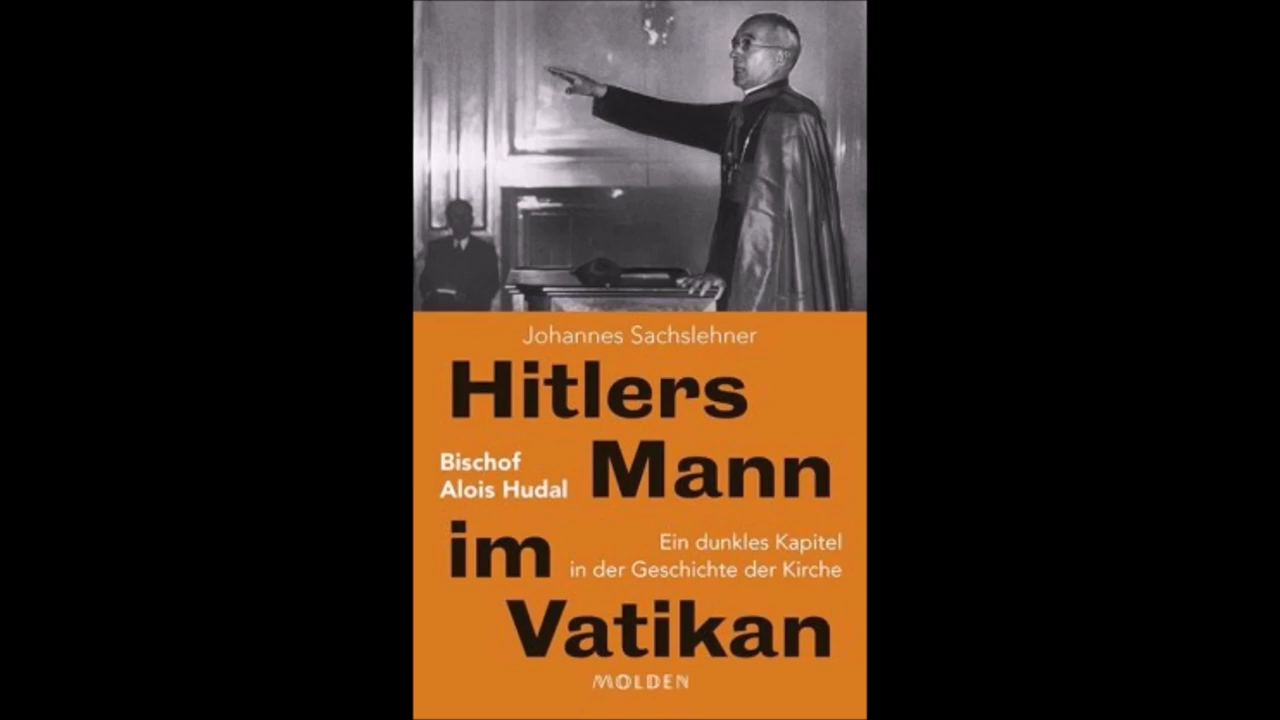 Johannes Sachslehner
Hitlers
Bischof
Alois Hudal
Mann
im
Ein dunkles Kapitel
in der Geschichte der Kirche
Vatikan
MOLDEN